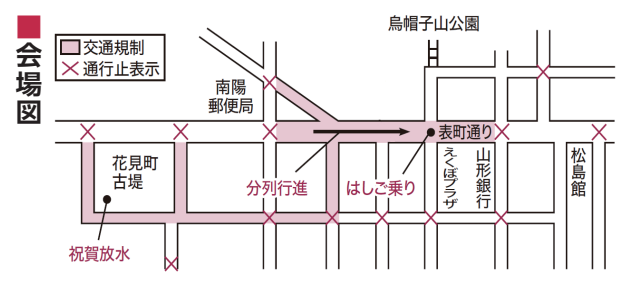 会場図
交通規制
通行止表示
烏帽子山公園
南陽
郵便局
表町通り
花見町
古堤
分列行進
はしご乗り
えくぼプラザ
山形銀行
松島館
祝賀放水